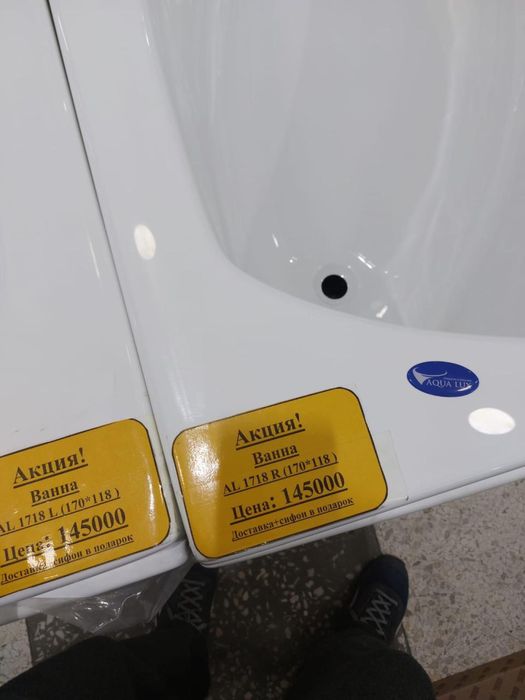 Акция!
Ванна
AL 1718 L (170*118 )
Цена: 145000
Доставка+сифон в подарок
Акция!
Ванна
AL 1718 R (170*118 )
Цена: 145000
Доставка+сифон в подарок
AQUA LUX